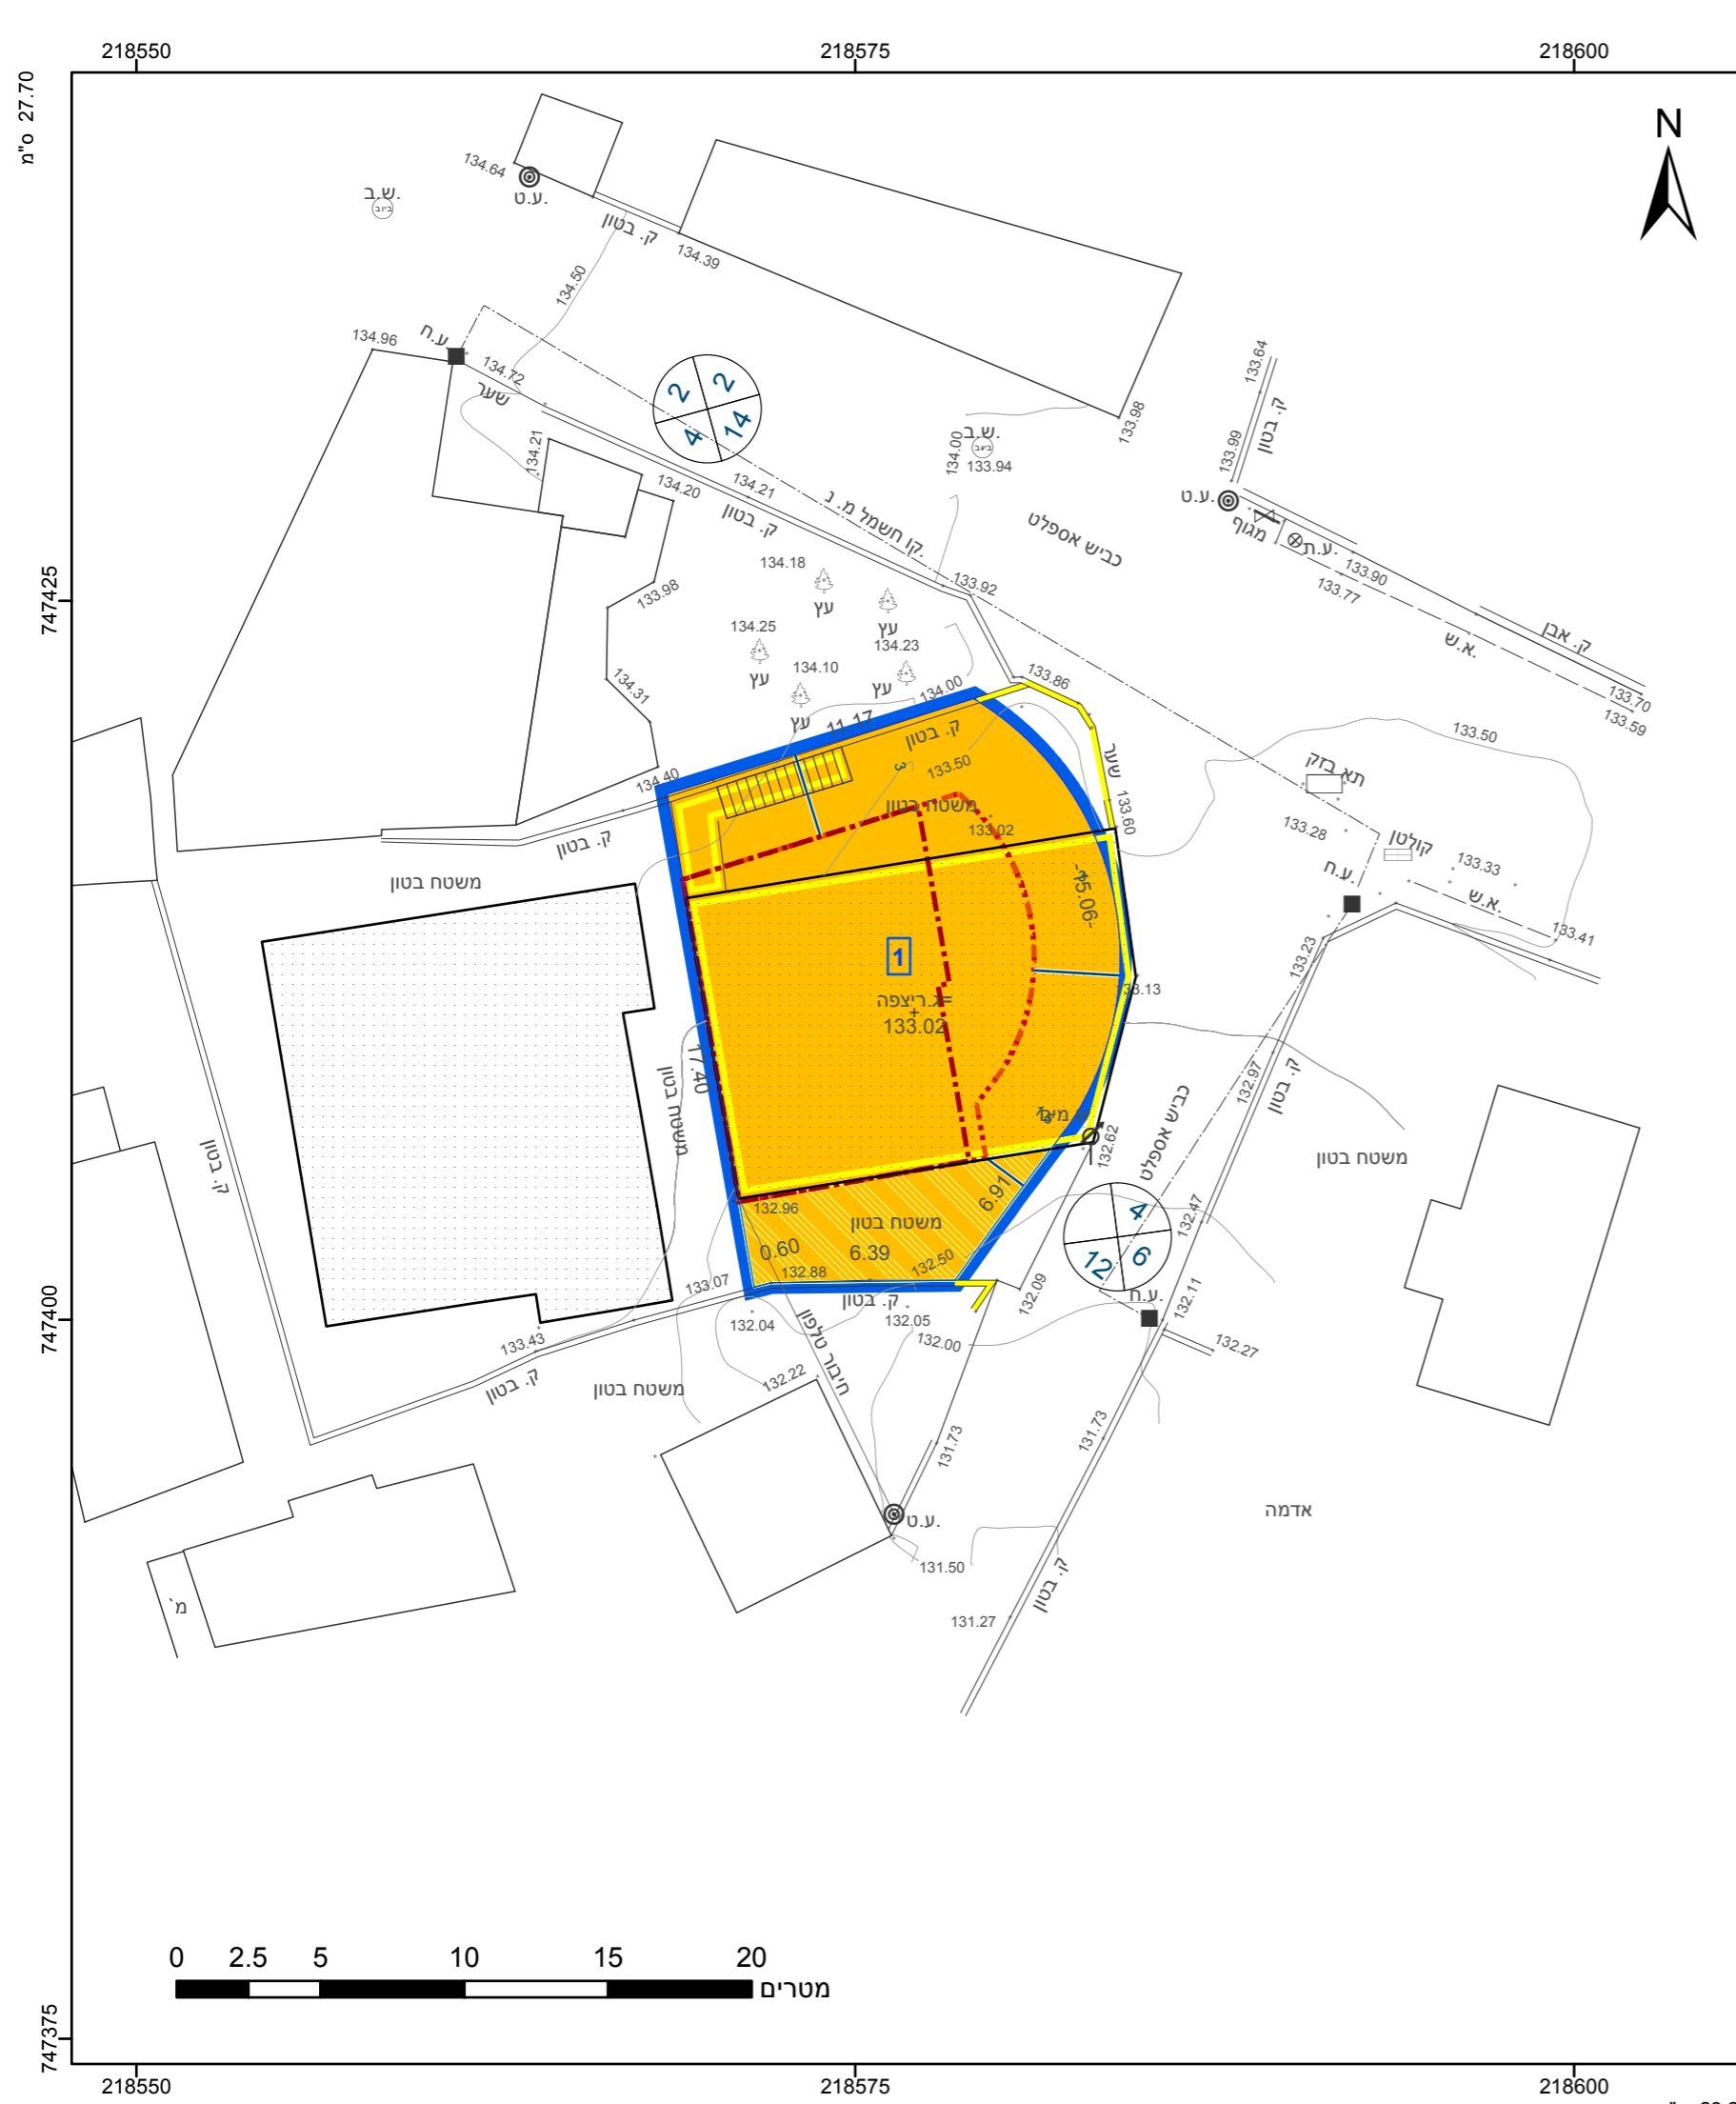 218550
218575
218600
27.70 ס"מ
N
134.64
ע.ט.
ש.ב.
ביוב
ק. בטון
134.39
134.50
134.96
ע.ח.
134.72
שער
134.21
2
2
4
14
134.20
134.21
ק. בטון
קו חשמל מ. נ.
134.00
ש.ב.
ביוב
133.94
133.98
133.64
ק. בטון
133.99
ע.ט.
מגוף
ע.ת.
133.90
133.77
כביש אספלט
ק. אבן
א.ש.
133.70
133.59
747425
134.18
עץ
133.92
עץ
133.98
134.25
עץ
134.23
עץ
134.10
עץ
134.31
134.00
133.86
11.17
ק. בטון
שער
133.50
134.40
3
133.50
תא בזק
משטח בטון
133.02
133.60
133.28
קולטן
133.33
ק. בטון
משטח בטון
ע.ח.
א.ש.
133.41
1
133.23
ג.ריצפה=
133.02
133.13
17.40
משטח בטון
132.97
ק. בטון
כביש אספלט
מים
132.62
משטח בטון
ק. בטון
6.91
4
12
6
132.47
132.96
משטח בטון
0.60
6.39
132.50
132.88
133.07
ק. בטון
132.09
ע.ח.
132.11
747400
132.04
132.05
132.00
132.27
133.43
חיבור טלפון
ק. בטון
משטח בטון
132.22
131.73
131.73
אדמה
ע.ט.
131.50
ק. בטון
131.27
מ`
0
2.5
5
10
15
20
מטרים
747375
218550
218575
218600